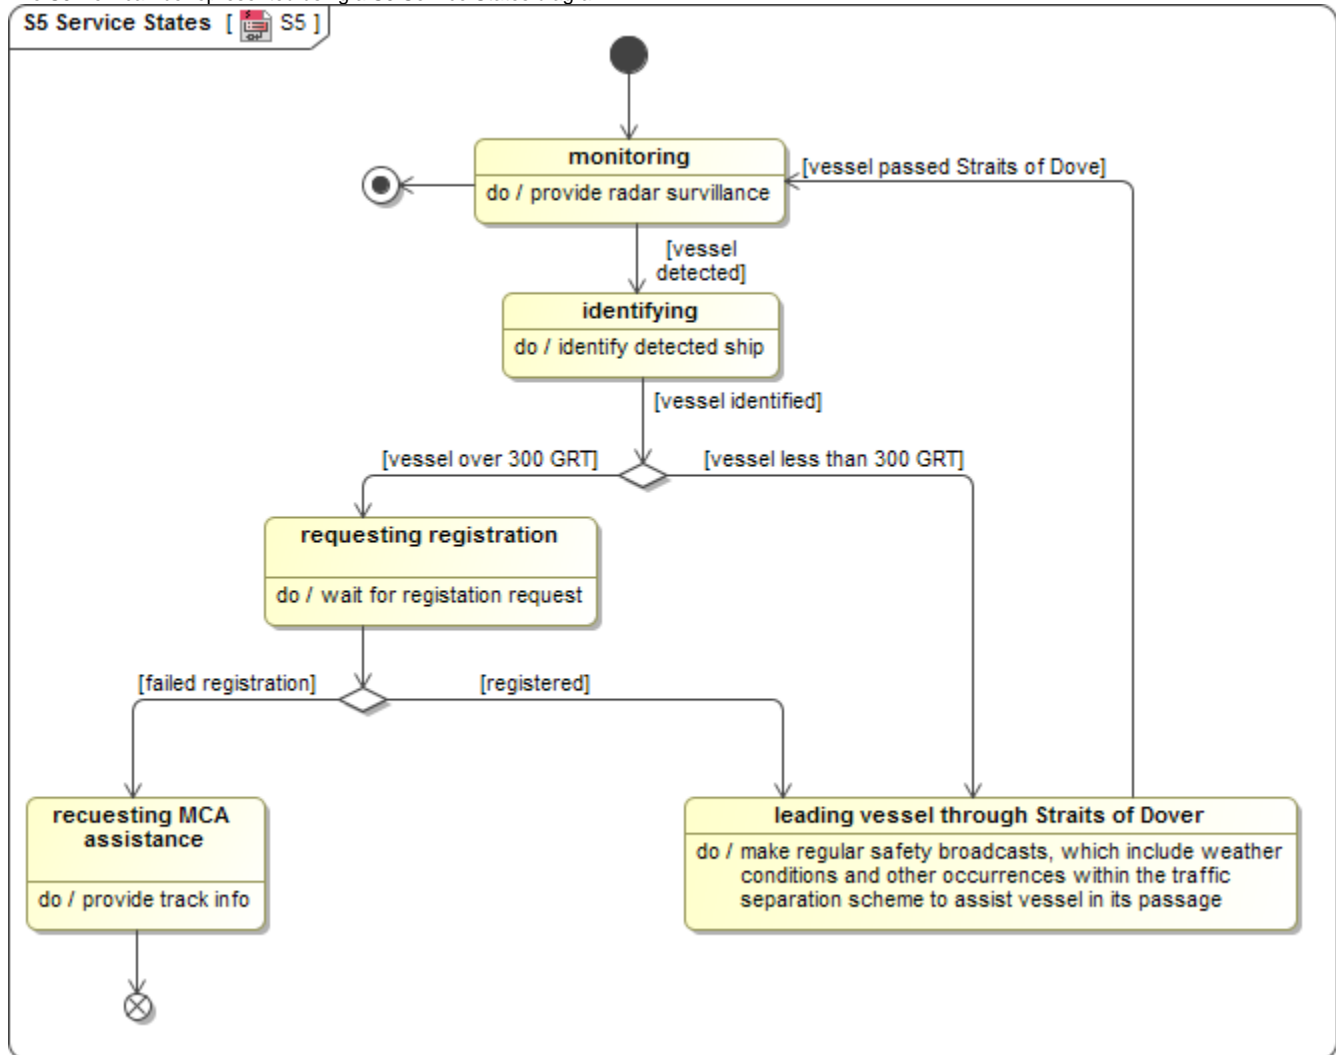 S5 Service States [ S5 ]
monitoring
do / provide radar survillance
[vessel passed Straits of Dove]
[vessel
detected]
identifying
do / identify detected ship
[vessel identified]
[vessel over 300 GRT]
[vessel less than 300 GRT]
requesting registration
do / wait for registation request
[failed registration]
[registered]
recuesting MCA
assistance
do / provide track info
leading vessel through Straits of Dover
do / make regular safety broadcasts, which include weather
conditions and other occurrences within the traffic
separation scheme to assist vessel in its passage